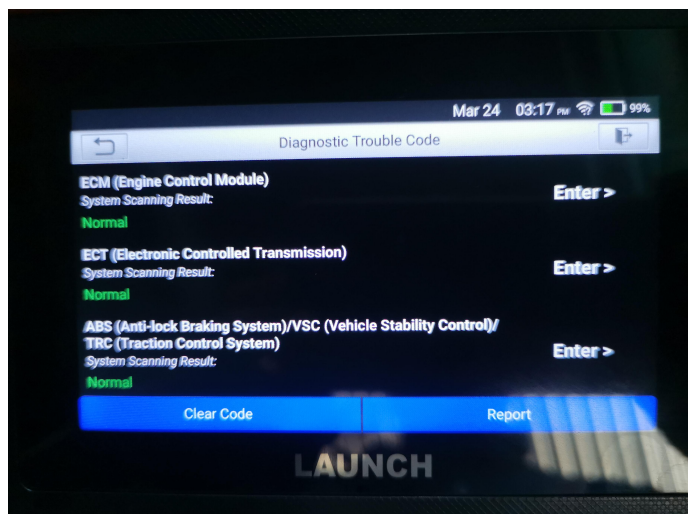 Mar 24 03:17 PM 99%
Diagnostic Trouble Code
ECM (Engine Control Module)
System Scanning Result:
Enter >
Normal
ECT (Electronic Controlled Transmission)
System Scanning Result:
Enter >
Normal
ABS (Anti-lock Braking System)/VSC (Vehicle Stability Control)/
TRC (Traction Control System)
System Scanning Result:
Enter >
Normal
Clear Code Report
LAUNCH